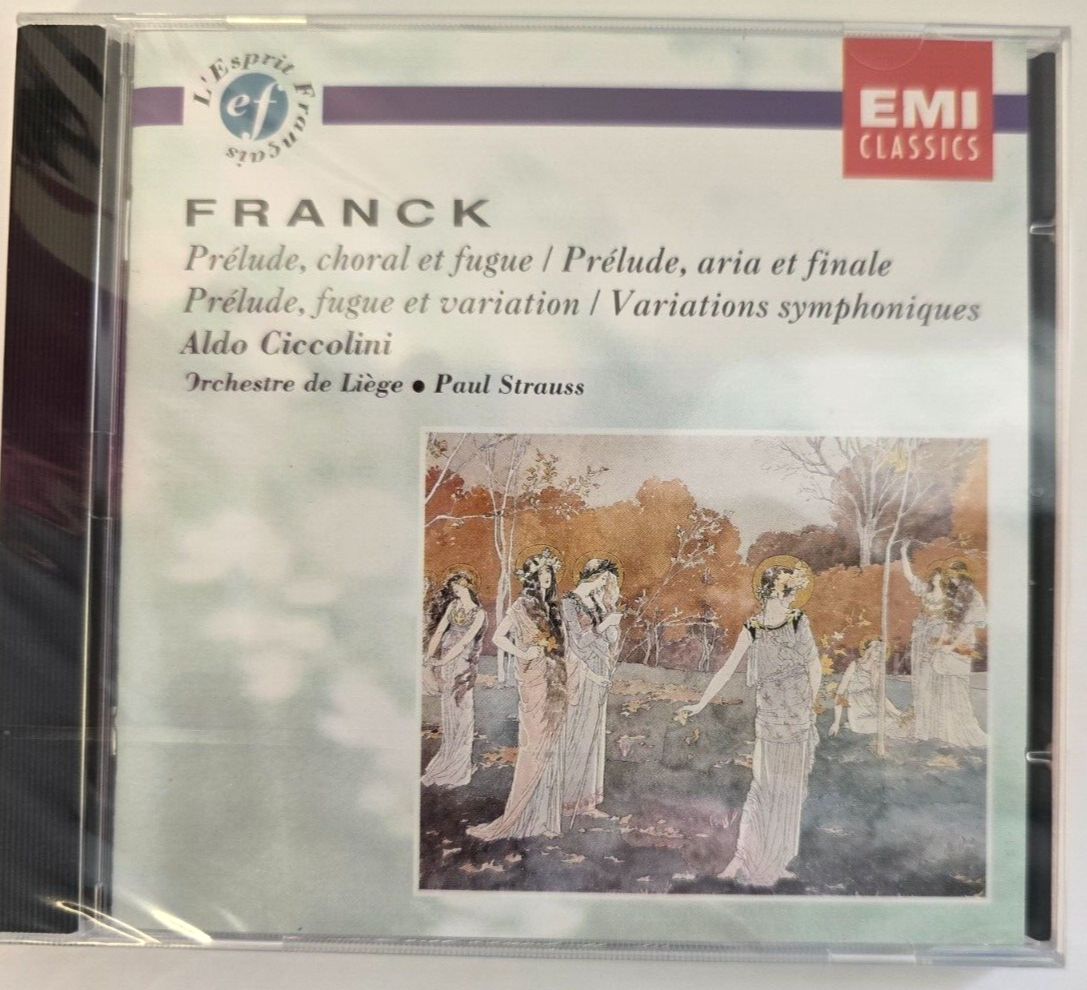 L'Esprit Français
ef
EMI
CLASSICS
FRANCK
Prélude, choral et fugue / Prélude, aria et finale
Prélude, fugue et variation / Variations symphoniques
Aldo Ciccolini
Orchestre de Liège • Paul Strauss